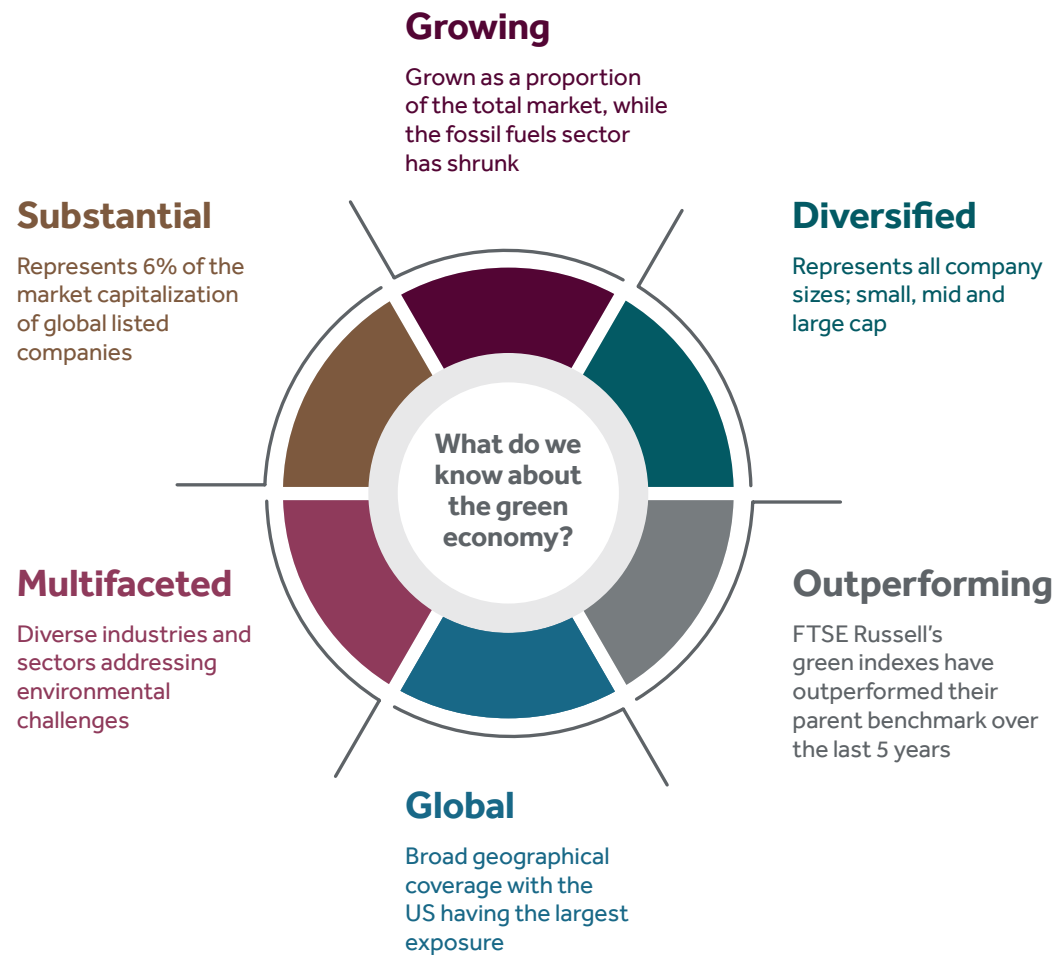 Growing
Grown as a proportion
of the total market, while
the fossil fuels sector
has shrunk
Substantial
Represents 6% of the
market capitalization
of global listed
companies
Diversified
Represents all company
sizes; small, mid and
large cap
What do we
know about
the green
economy?
Multifaceted
Diverse industries and
sectors addressing
environmental
challenges
Outperforming
FTSE Russell’s
green indexes have
outperformed their
parent benchmark over
the last 5 years
Global
Broad geographical
coverage with the
US having the largest
exposure